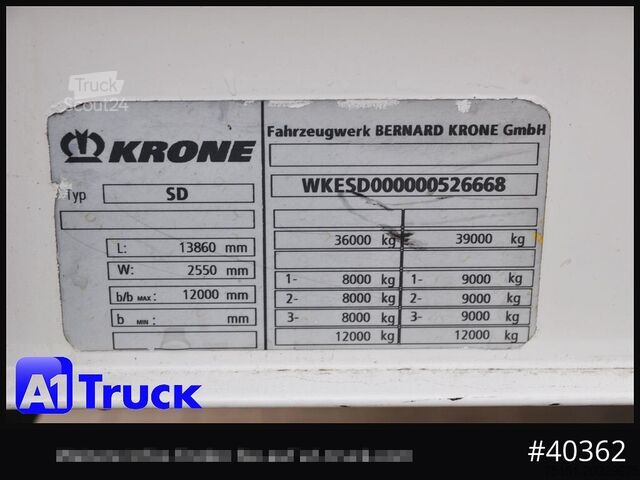 Truck
Scout24
KRONE
Typ SD
L: 13860 mm
W: 2550 mm
b/b MAX: 12000 mm
b MIN: mm
Fahrzeugwerk BERNARD KRONE GmbH
WKESD000000526668
36000 kg 39000 kg
1- 8000 kg 1- 9000 kg
2- 8000 kg 2- 9000 kg
3- 8000 kg 3- 9000 kg
12000 kg 12000 kg
A1 Truck
#40362